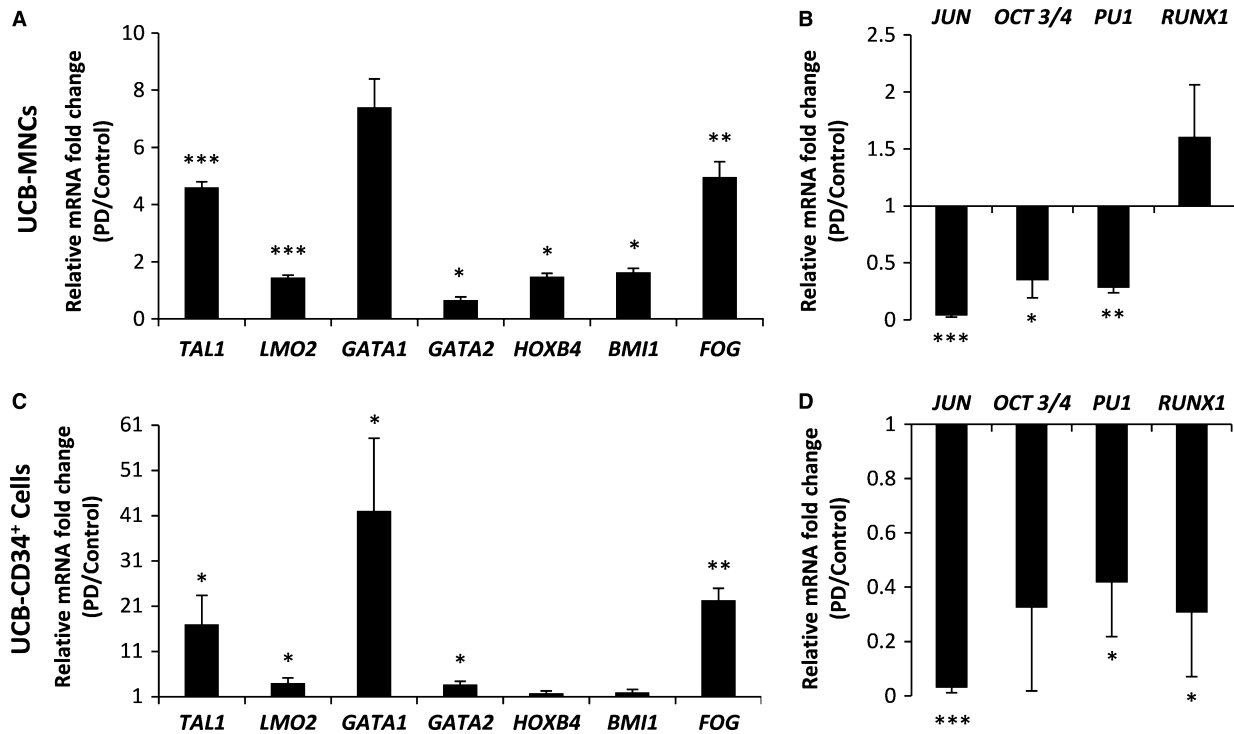 A
UCB-MNCs
Relative mRNA fold change
(PD/Control)
10
8
6
4
2
0
***
***
*
*
*
**
TAL1 LMO2 GATA1 GATA2 HOXB4 BMI1 FOG
B
JUN OCT 3/4 PU1 RUNX1
Relative mRNA fold change
(PD/Control)
2.5
2
1.5
1
0.5
0
***
*
**
C
UCB-CD34⁺ Cells
Relative mRNA fold change
(PD/Control)
61
51
41
31
21
11
1
*
*
*
*
**
TAL1 LMO2 GATA1 GATA2 HOXB4 BMI1 FOG
D
JUN OCT 3/4 PU1 RUNX1
Relative mRNA fold change
(PD/Control)
1
0.8
0.6
0.4
0.2
0
***
*
*